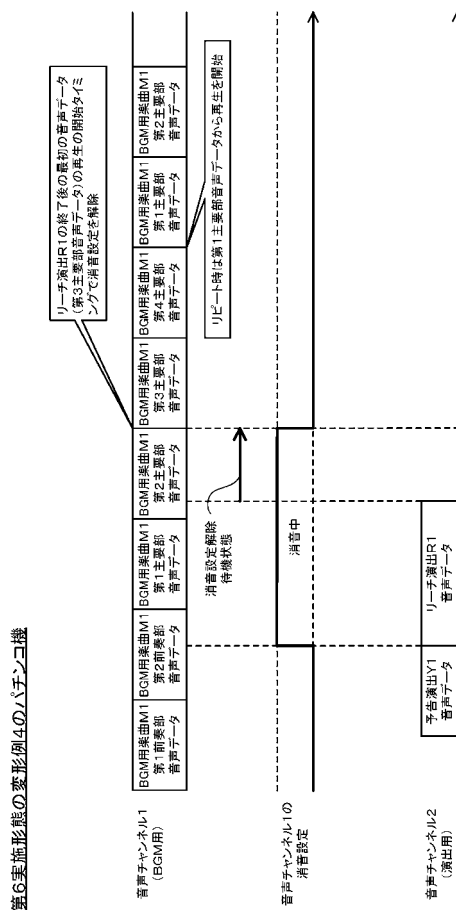 第6実施形態の変形例4のパチンコ機
リーチ演出R1の終了後の最初の音声データ
(第3主要部音声データ)の再生の開始タイミ
ングで消音設定を解除
音声チャンネル1
(BGM用)
BGM用楽曲M1
第1前奏部
音声データ
BGM用楽曲M1
第2前奏部
音声データ
BGM用楽曲M1
第1主要部
音声データ
BGM用楽曲M1
第2主要部
音声データ
BGM用楽曲M1
第3主要部
音声データ
BGM用楽曲M1
第4主要部
音声データ
BGM用楽曲M1
第1主要部
音声データ
BGM用楽曲M1
第2主要部
音声データ
消音設定解除
待機状態
リピート時は第1主要部音声データから再生を開始
音声チャンネル1の
消音設定
消音中
音声チャンネル2
(演出用)
予告演出Y1
音声データ
リーチ演出R1
音声データ